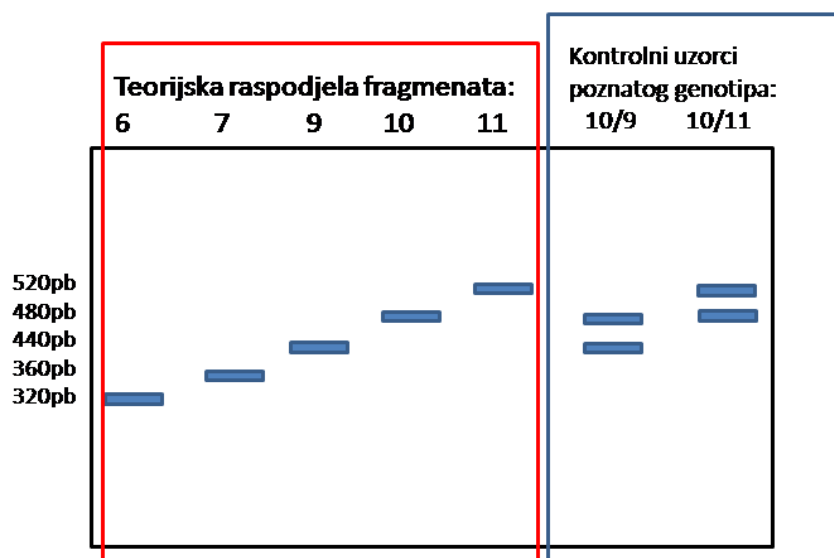 Teorijska raspodjela fragmenata:
6 7 9 10 11
Kontrolni uzorci
poznatog genotipa:
10/9 10/11
520pb
480pb
440pb
360pb
320pb